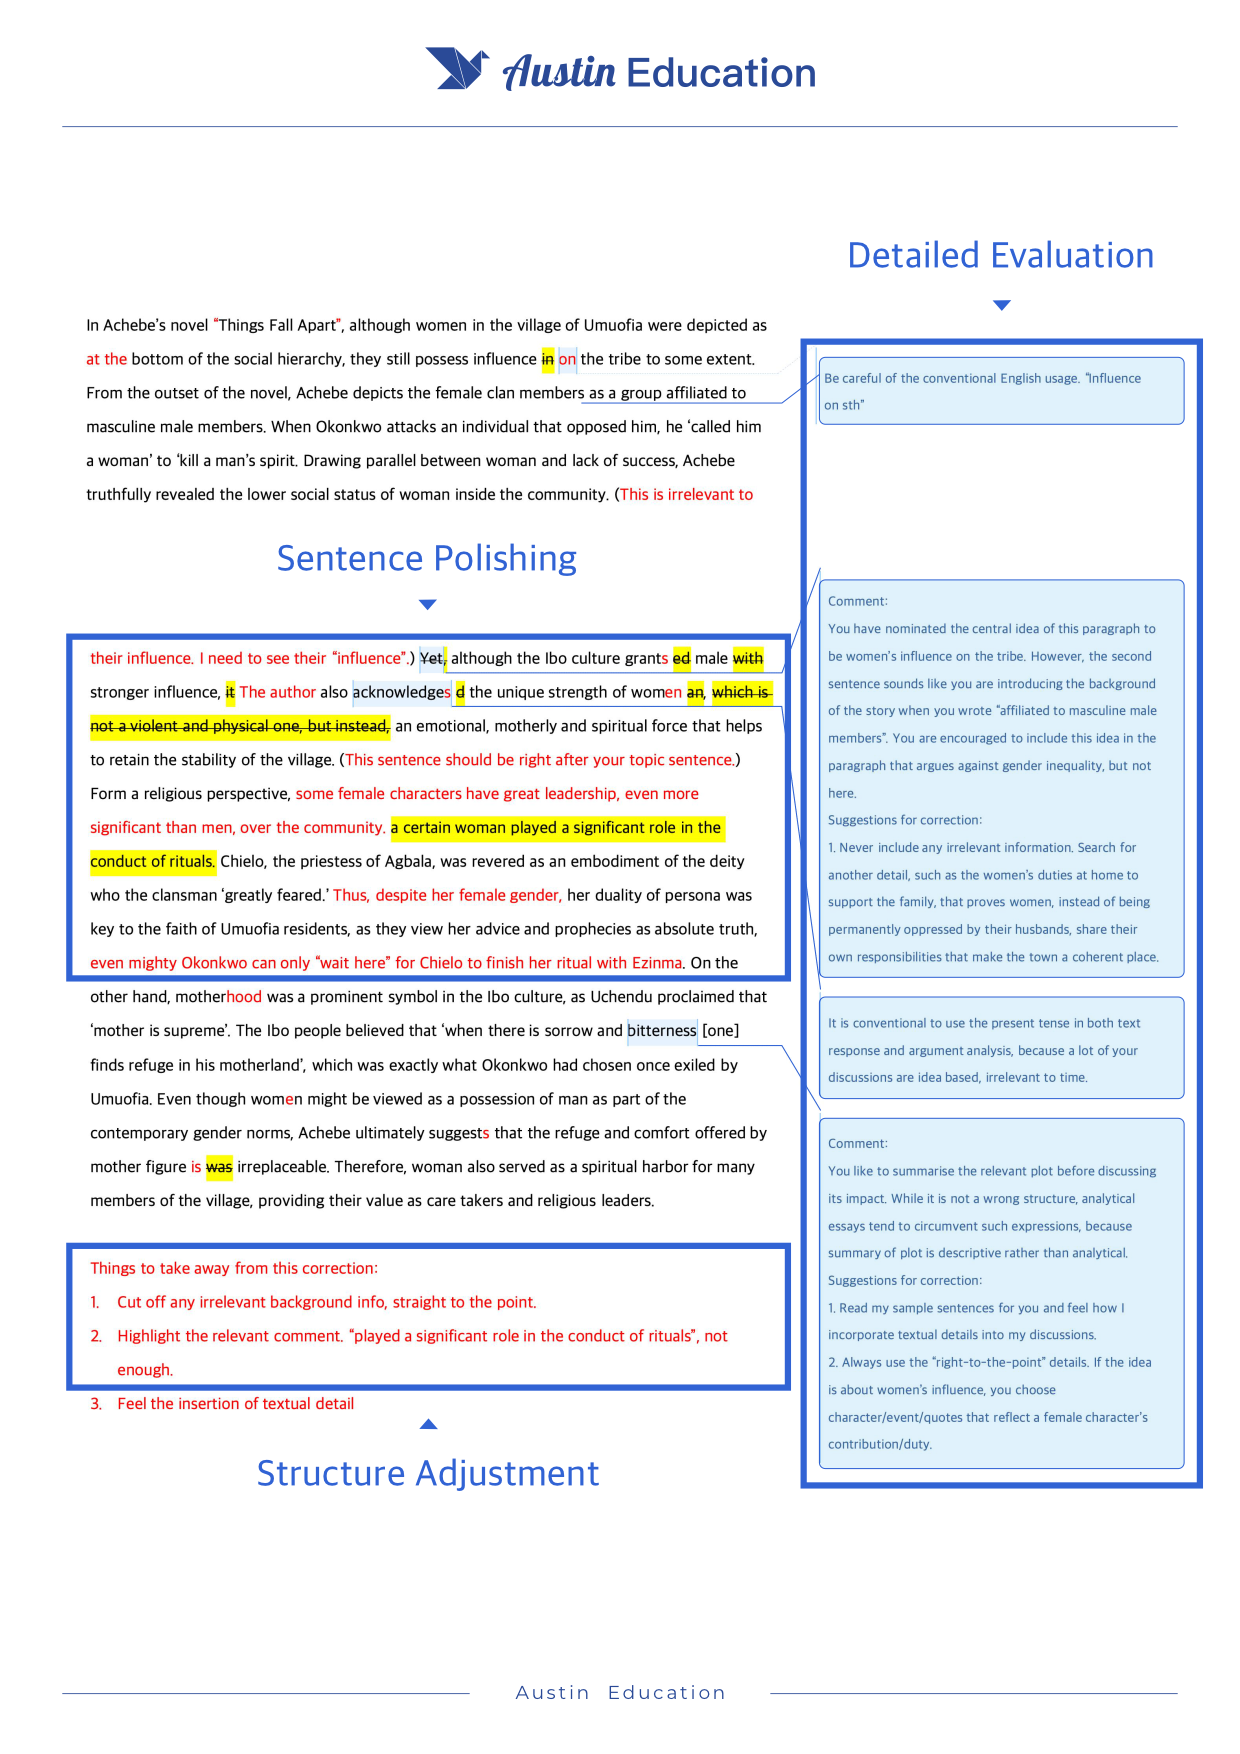 Austin Education
Detailed Evaluation
In Achebe’s novel “Things Fall Apart”, although women in the village of Umuofia were depicted as
at the bottom of the social hierarchy, they still possess influence in on the tribe to some extent.
From the outset of the novel, Achebe depicts the female clan members as a group affiliated to
masculine male members. When Okonkwo attacks an individual that opposed him, he ‘called him
a woman’ to ‘kill a man’s spirit. Drawing parallel between woman and lack of success, Achebe
truthfully revealed the lower social status of woman inside the community. (This is irrelevant to
Sentence Polishing
their influence. I need to see their “influence”.) Yet, although the Ibo culture grants ed male with
stronger influence, it The author also acknowledges d the unique strength of women an, which is
not a violent and physical one, but instead, an emotional, motherly and spiritual force that helps
to retain the stability of the village. (This sentence should be right after your topic sentence.)
Form a religious perspective, some female characters have great leadership, even more
significant than men, over the community. a certain woman played a significant role in the
conduct of rituals. Chielo, the priestess of Agbala, was revered as an embodiment of the deity
who the clansman ‘greatly feared.’ Thus, despite her female gender, her duality of persona was
key to the faith of Umuofia residents, as they view her advice and prophecies as absolute truth,
even mighty Okonkwo can only “wait here” for Chielo to finish her ritual with Ezinma. On the
other hand, motherhood was a prominent symbol in the Ibo culture, as Uchendu proclaimed that
‘mother is supreme’. The Ibo people believed that ‘when there is sorrow and bitterness [one]
finds refuge in his motherland’, which was exactly what Okonkwo had chosen once exiled by
Umuofia. Even though women might be viewed as a possession of man as part of the
contemporary gender norms, Achebe ultimately suggests that the refuge and comfort offered by
mother figure is was irreplaceable. Therefore, woman also served as a spiritual harbor for many
members of the village, providing their value as care takers and religious leaders.
Things to take away from this correction:
1. Cut off any irrelevant background info, straight to the point.
2. Highlight the relevant comment. “played a significant role in the conduct of rituals”, not
enough.
3. Feel the insertion of textual detail
Structure Adjustment
Be careful of the conventional English usage. “Influence
on sth”
Comment:
You have nominated the central idea of this paragraph to
be women’s influence on the tribe. However, the second
sentence sounds like you are introducing the background
of the story when you wrote “affiliated to masculine male
members”. You are encouraged to include this idea in the
paragraph that argues against gender inequality, but not
here.
Suggestions for correction:
1. Never include any irrelevant information. Search for
another detail, such as the women’s duties at home to
support the family, that proves women, instead of being
permanently oppressed by their husbands, share their
own responsibilities that make the town a coherent place.
It is conventional to use the present tense in both text
response and argument analysis, because a lot of your
discussions are idea based, irrelevant to time.
Comment:
You like to summarise the relevant plot before discussing
its impact. While it is not a wrong structure, analytical
essays tend to circumvent such expressions, because
summary of plot is descriptive rather than analytical.
Suggestions for correction:
1. Read my sample sentences for you and feel how I
incorporate textual details into my discussions.
2. Always use the “right-to-the-point” details. If the idea
is about women’s influence, you choose
character/event/quotes that reflect a female character’s
contribution/duty.
Austin Education